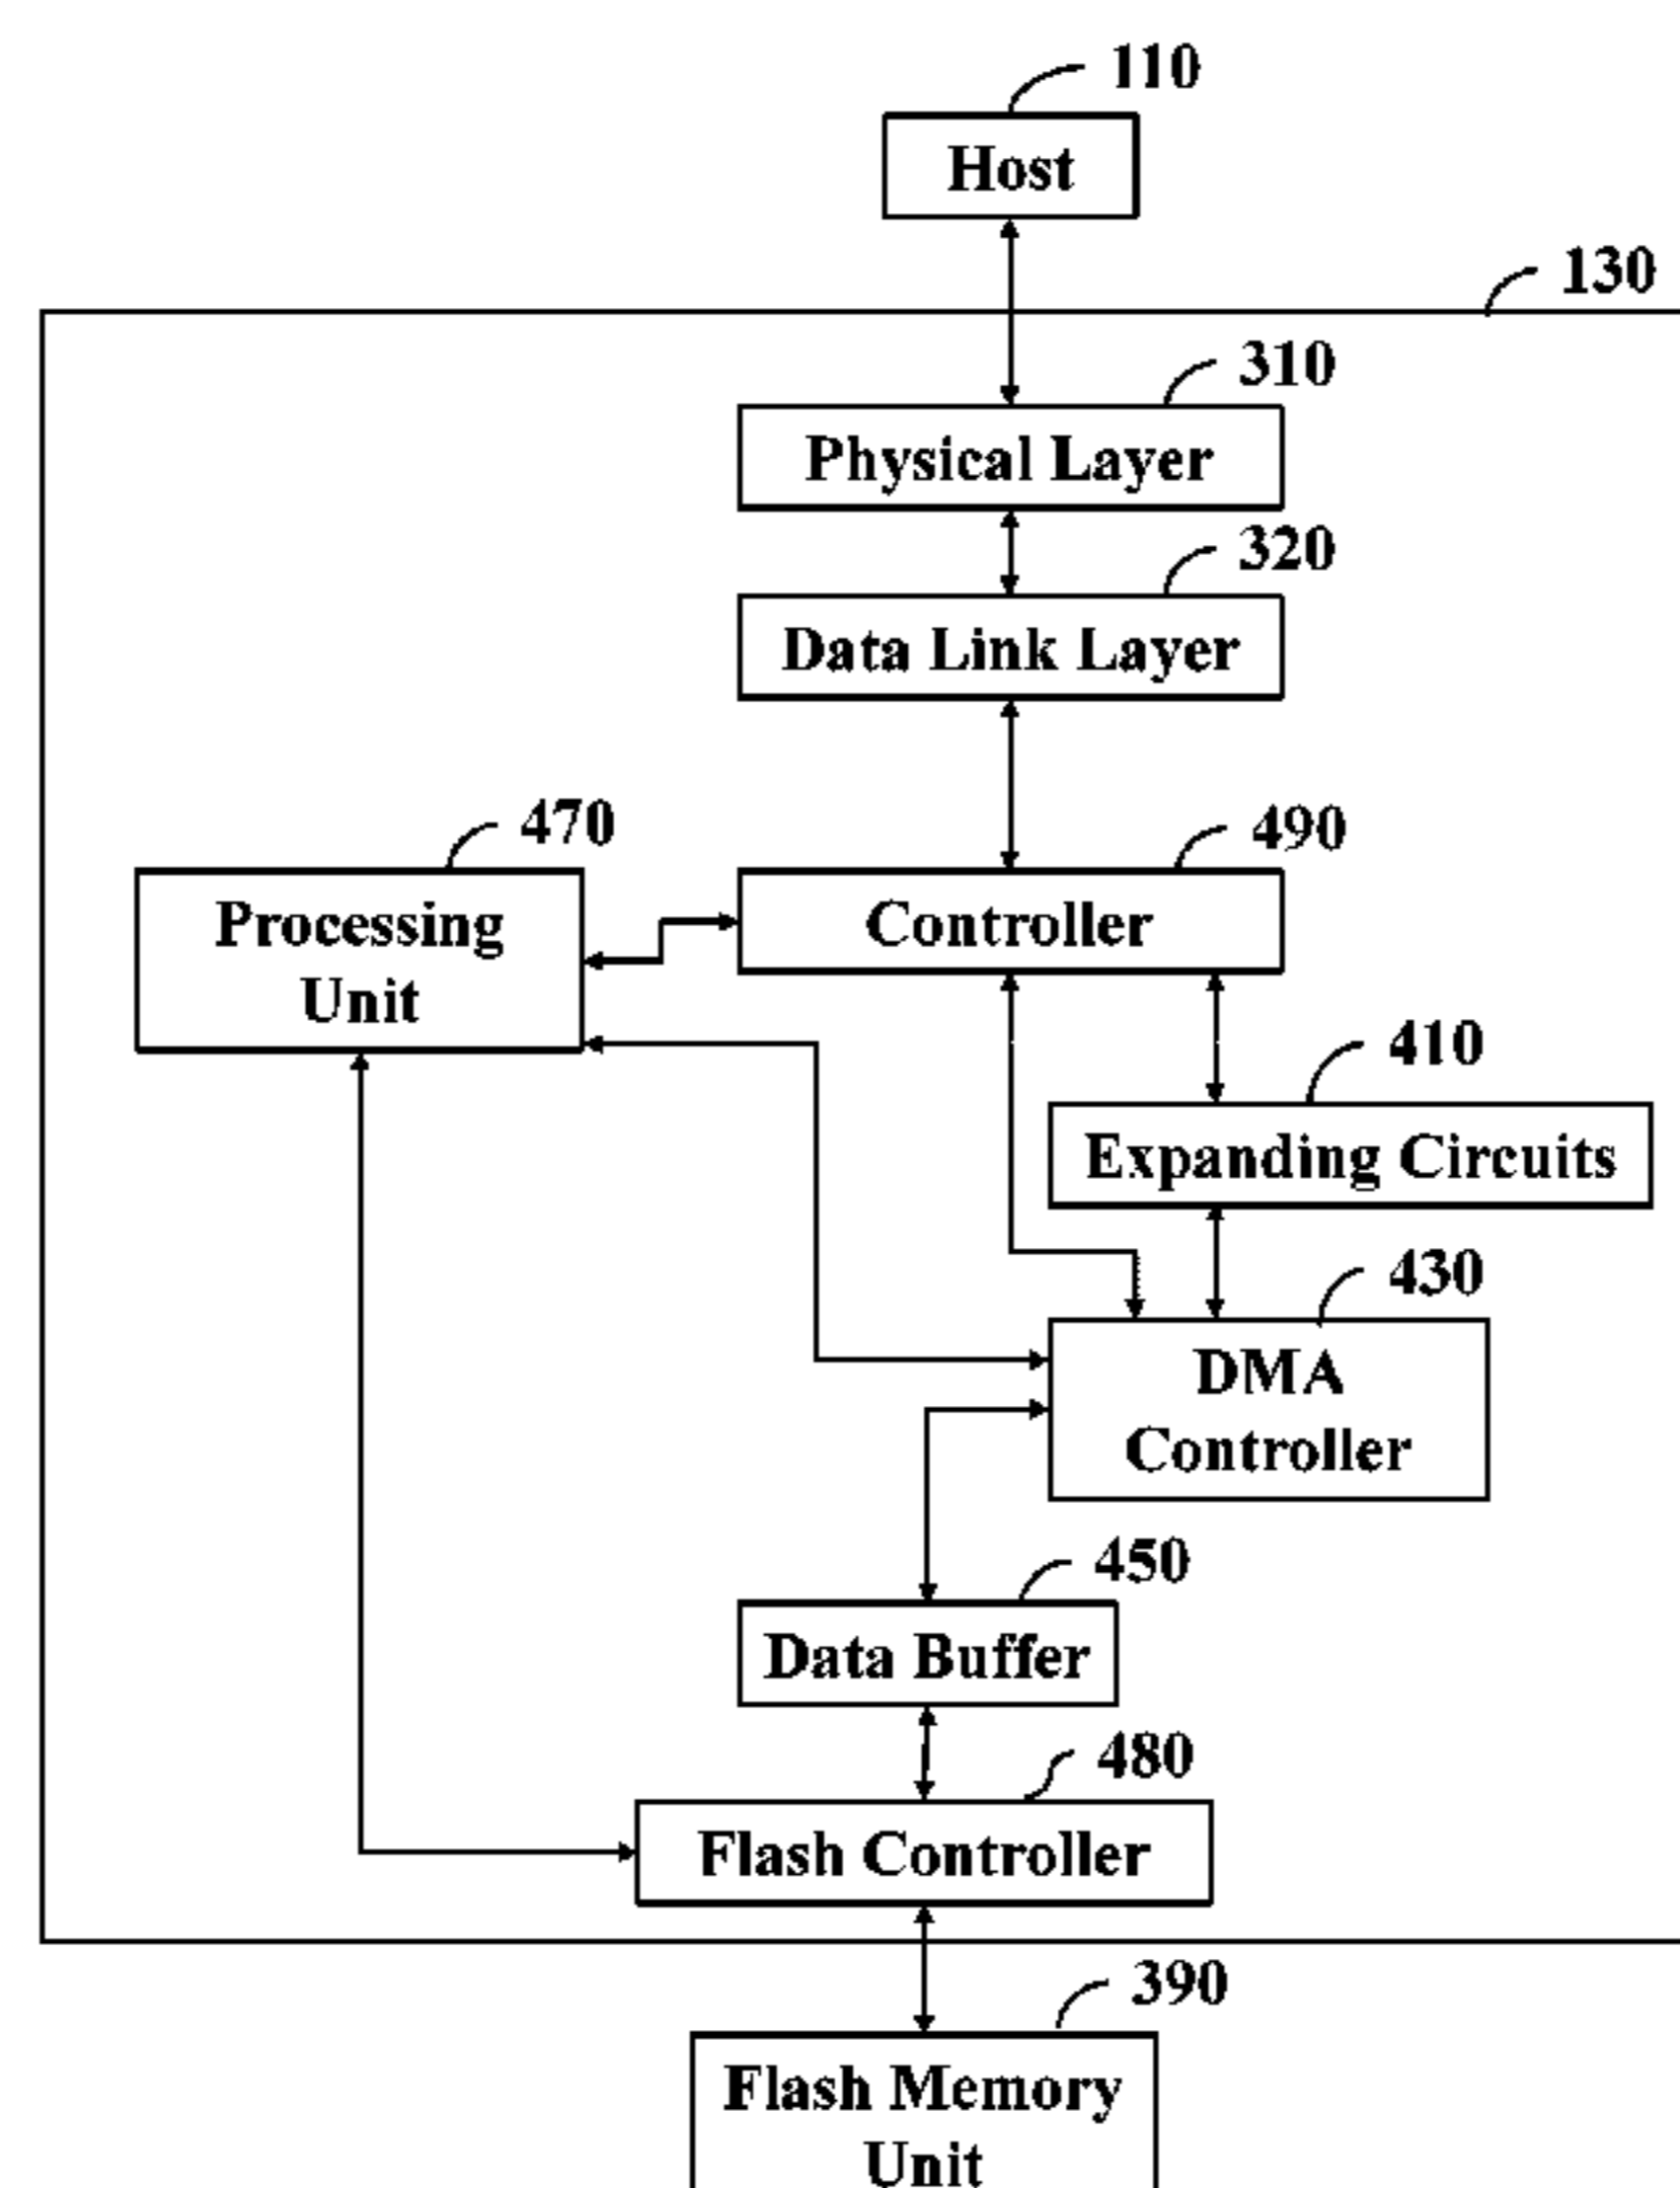 110
Host
130
310
Physical Layer
320
Data Link Layer
470
490
Processing
Unit
Controller
410
Expanding Circuits
430
DMA
Controller
450
Data Buffer
480
Flash Controller
390
Flash Memory
Unit